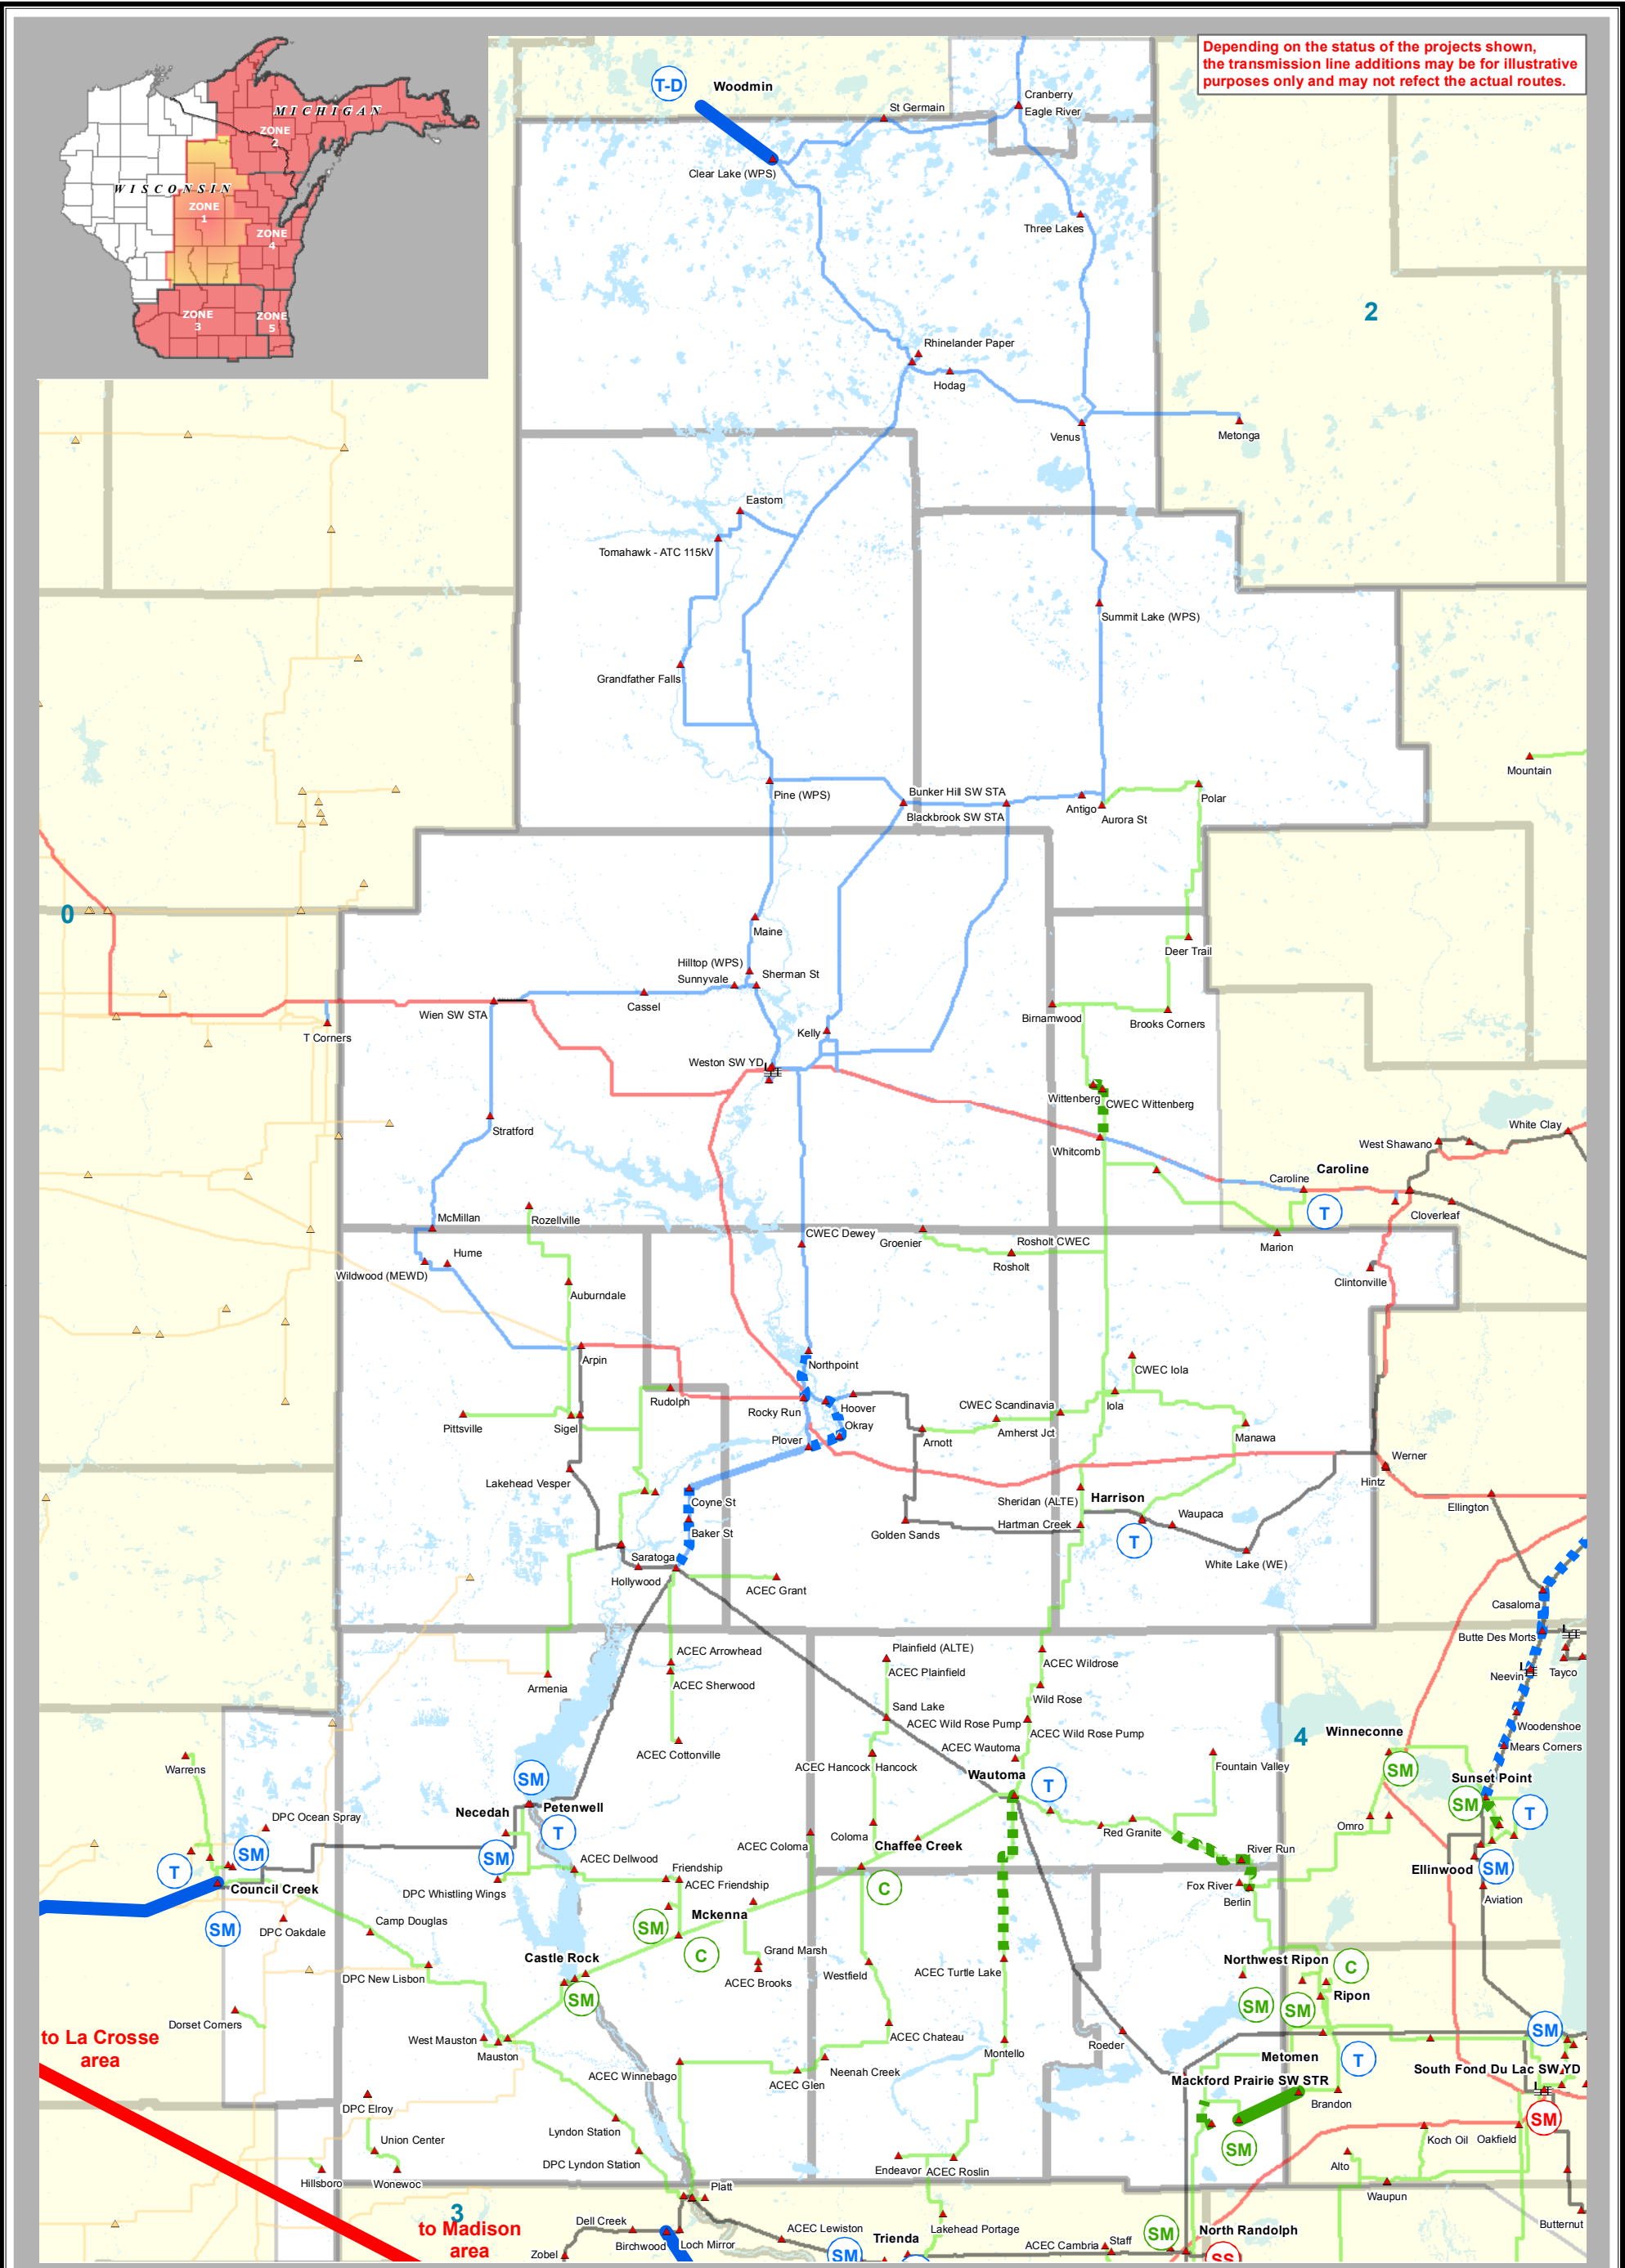 Depending on the status of the projects shown,
the transmission line additions may be for illustrative
purposes only and may not refect the actual routes.
MICHIGAN
ZONE
2
WISCONSIN
ZONE
1
ZONE
4
ZONE
3
ZONE
5
T-D
Woodmin
St Germain
Cranberry
Eagle River
Clear Lake (WPS)
Three Lakes
2
Rhinelander Paper
Hodag
Venus
Metonga
Eastom
Tomahawk - ATC 115kV
Summit Lake (WPS)
Grandfather Falls
Mountain
Pine (WPS)
Bunker Hill SW STA
Blackbrook SW STA
Antigo
Aurora St
Polar
0
Maine
Deer Trail
Hilltop (WPS)
Sunnyvale
Sherman St
Cassel
Wien SW STA
T Corners
Kelly
Birnamwood
Brooks Corners
Weston SW YD
Wittenberg
CWEC Wittenberg
Stratford
Whitcomb
West Shawano
White Clay
Caroline
Caroline
T
Cloverleaf
McMillan
Rozellville
CWEC Dewey
Groenier
Rosholt CWEC
Rosholt
Marion
Hume
Wildwood (MEWD)
Clintonville
Auburndale
Arpin
Northpoint
CWEC Iola
Rudolph
Rocky Run
Hoover
Okray
CWEC Scandinavia
Iola
Pittsville
Sigel
Plover
Arnott
Amherst Jct
Manawa
Werner
Hintz
Lakehead Vesper
Coyne St
Sheridan (ALTE)
Harrison
Ellington
Baker St
Golden Sands
Hartman Creek
Waupaca
T
Saratoga
Hollywood
White Lake (WE)
ACEC Grant
Casaloma
Butte Des Morts
Neevin
Tayco
ACEC Arrowhead
Plainfield (ALTE)
ACEC Plainfield
ACEC Wildrose
ACEC Sherwood
Armenia
Wild Rose
Sand Lake
ACEC Wild Rose Pump
ACEC Wild Rose Pump
Woodenshoe
4
Winneconne
Mears Corners
ACEC Cottonville
ACEC Wautoma
Warrens
ACEC Hancock
Hancock
Fountain Valley
SM
SM
Wautoma
T
Sunset Point
SM
T
Necedah
Petenwell
DPC Ocean Spray
T
ACEC Coloma
Coloma
Chaffee Creek
Red Granite
Omro
SM
SM
T
ACEC Dellwood
Friendship
ACEC Friendship
River Run
Ellinwood
SM
Council Creek
DPC Whistling Wings
C
Fox River
Berlin
Aviation
SM
DPC Oakdale
Camp Douglas
SM
Mckenna
C
Castle Rock
Grand Marsh
ACEC Brooks
DPC New Lisbon
Westfield
ACEC Turtle Lake
Northwest Ripon
C
SM
SM
SM
Ripon
Dorset Corners
to La Crosse
area
West Mauston
Mauston
ACEC Chateau
Montello
Roeder
SM
Metomen
T
ACEC Winnebago
ACEC Glen
Neenah Creek
Mackford Prairie SW STR
South Fond Du Lac SW YD
Brandon
DPC Elroy
SM
Lyndon Station
Union Center
SM
Koch Oil
Oakfield
DPC Lyndon Station
Endeavor
ACEC Roslin
Alto
Hillsboro
Wonewoc
Platt
Waupun
3
to Madison
area
Dell Creek
Birchwood
Loch Mirror
Zobel
ACEC Lewiston
Lakehead Portage
Trienda
SM
ACEC Cambria
Staff
SM
North Randolph
SS
Butternut